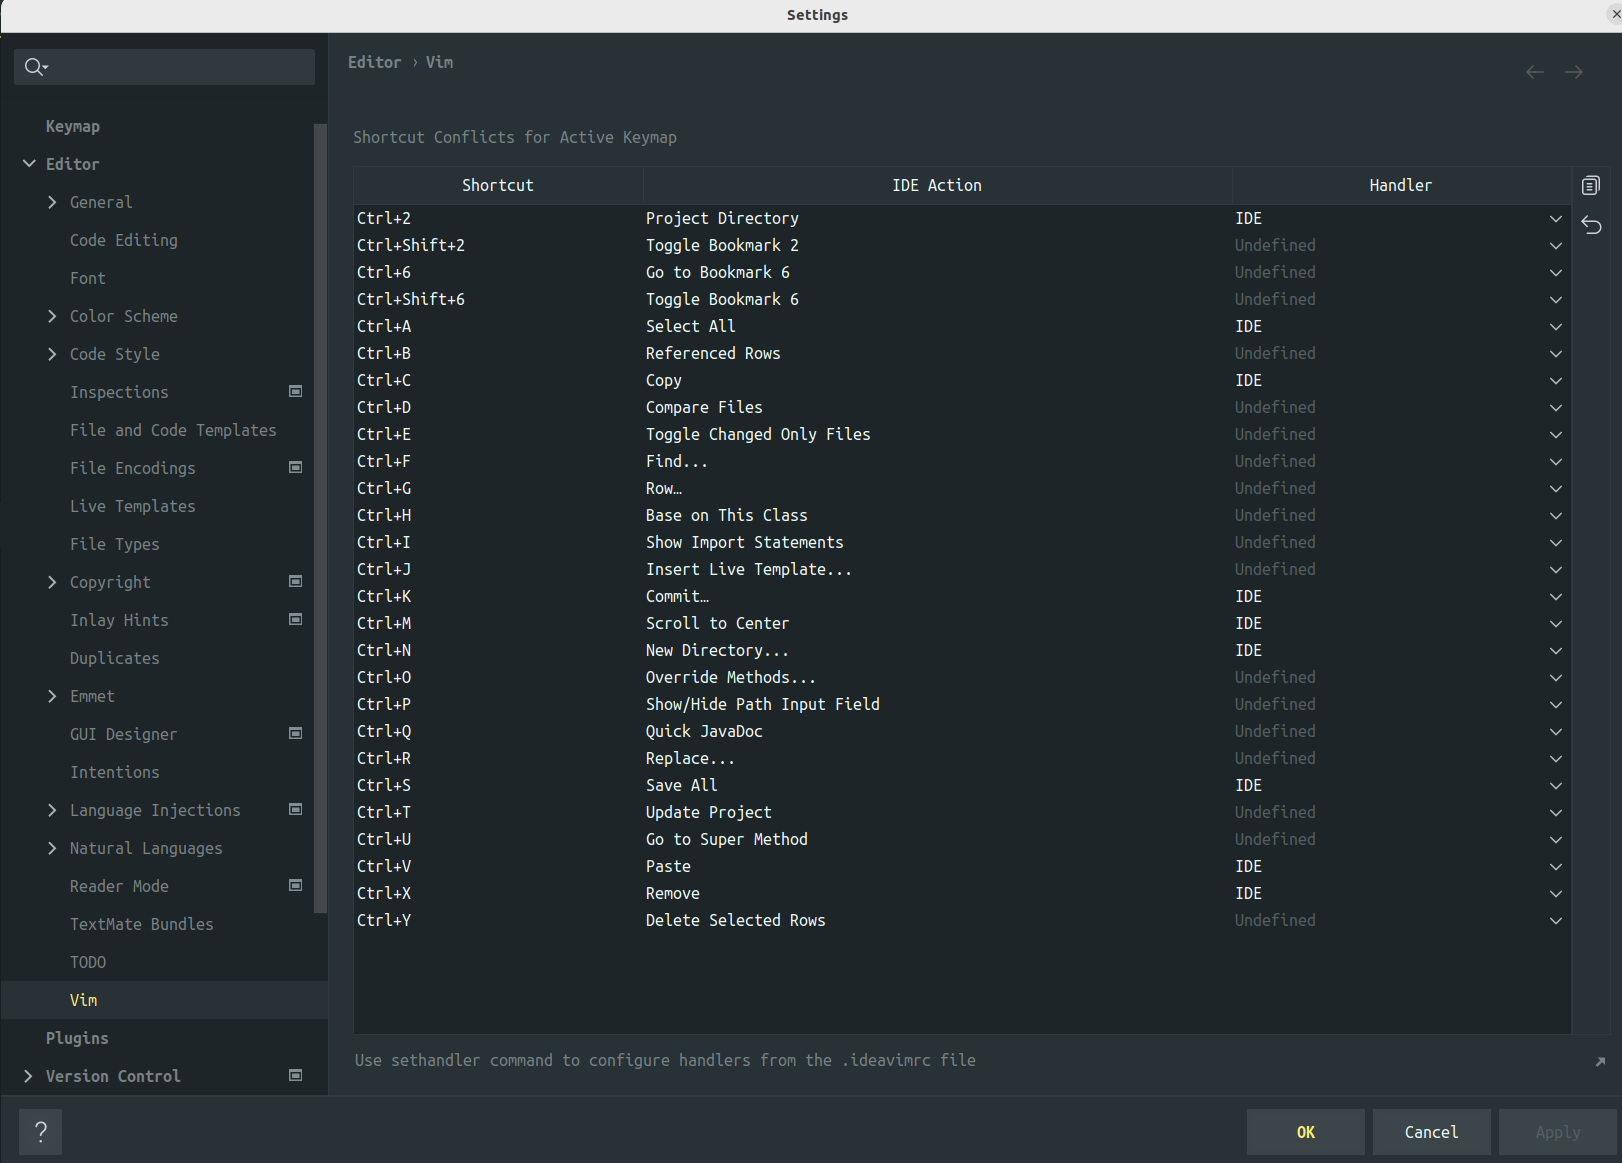 Settings
Editor › Vim
Keymap
Editor
General
Code Editing
Font
Color Scheme
Code Style
Inspections
File and Code Templates
File Encodings
Live Templates
File Types
Copyright
Inlay Hints
Duplicates
Emmet
GUI Designer
Intentions
Language Injections
Natural Languages
Reader Mode
TextMate Bundles
TODO
Vim
Plugins
Version Control
Shortcut Conflicts for Active Keymap
Shortcut IDE Action Handler
Ctrl+2 Project Directory IDE
Ctrl+Shift+2 Toggle Bookmark 2 Undefined
Ctrl+6 Go to Bookmark 6 Undefined
Ctrl+Shift+6 Toggle Bookmark 6 Undefined
Ctrl+A Select All IDE
Ctrl+B Referenced Rows Undefined
Ctrl+C Copy IDE
Ctrl+D Compare Files Undefined
Ctrl+E Toggle Changed Only Files Undefined
Ctrl+F Find... Undefined
Ctrl+G Row… Undefined
Ctrl+H Base on This Class Undefined
Ctrl+I Show Import Statements Undefined
Ctrl+J Insert Live Template... Undefined
Ctrl+K Commit… IDE
Ctrl+M Scroll to Center IDE
Ctrl+N New Directory... IDE
Ctrl+O Override Methods... Undefined
Ctrl+P Show/Hide Path Input Field Undefined
Ctrl+Q Quick JavaDoc Undefined
Ctrl+R Replace... Undefined
Ctrl+S Save All IDE
Ctrl+T Update Project Undefined
Ctrl+U Go to Super Method Undefined
Ctrl+V Paste IDE
Ctrl+X Remove IDE
Ctrl+Y Delete Selected Rows Undefined
Use sethandler command to configure handlers from the .ideavimrc file
? OK Cancel Apply